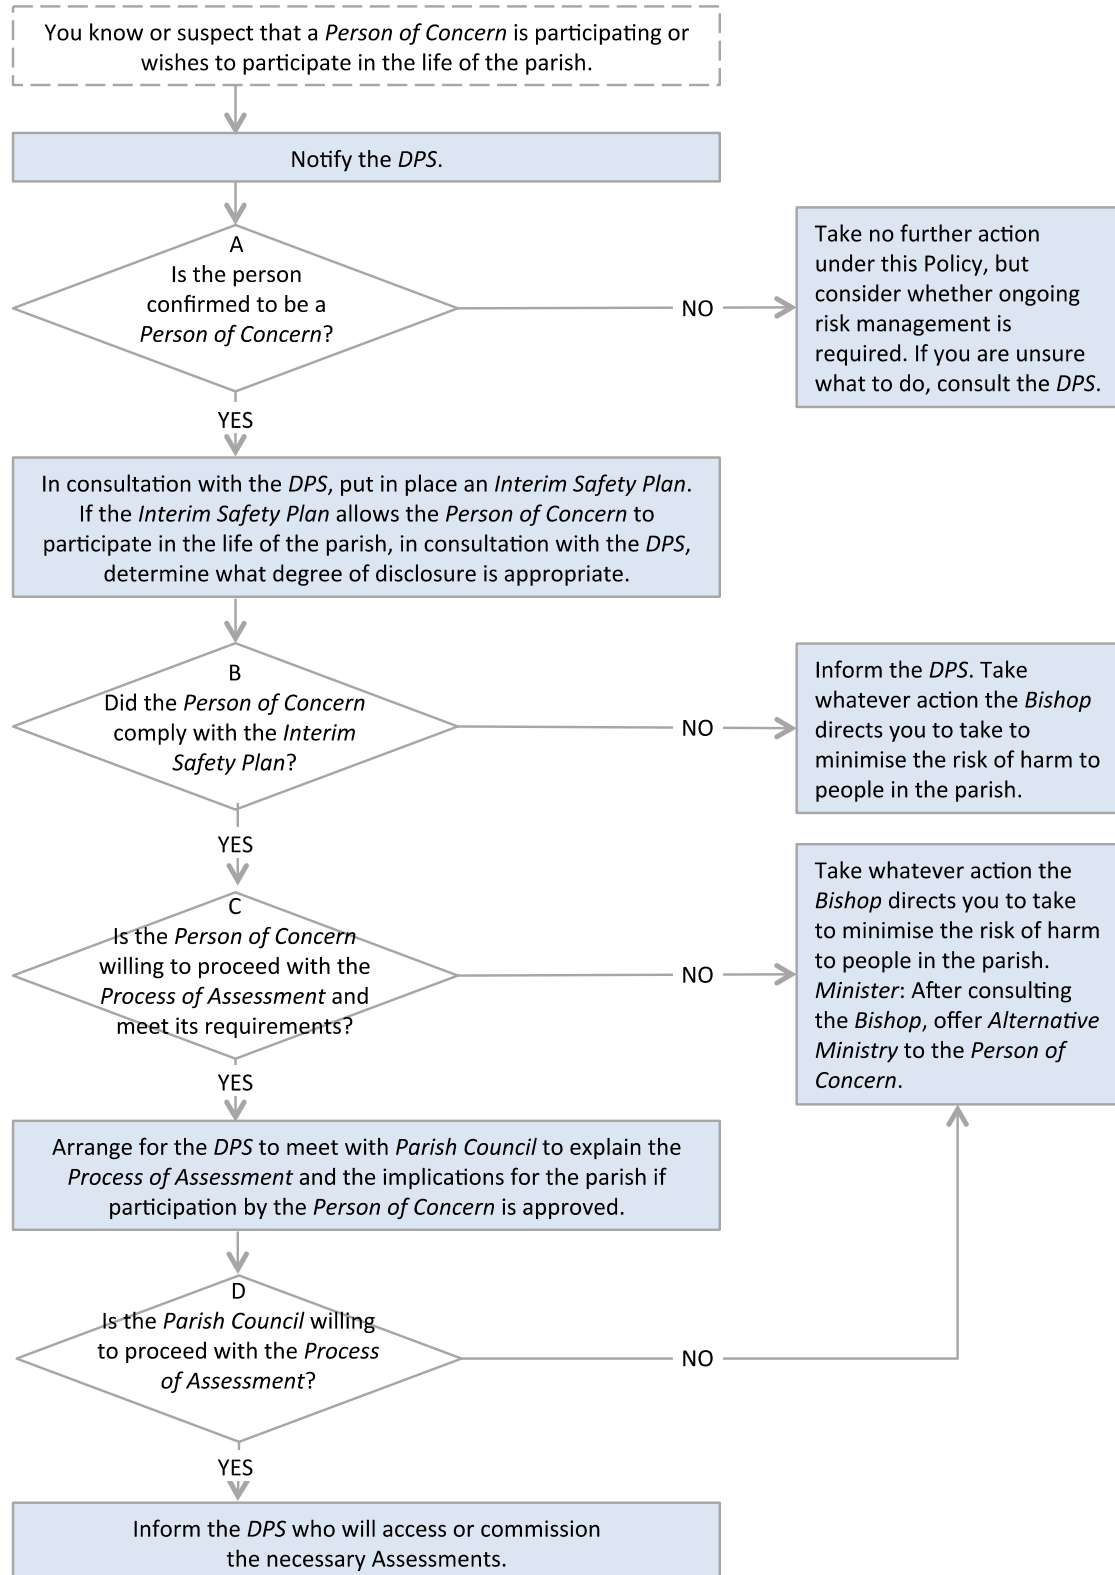 You know or suspect that a Person of Concern is participating or
wishes to participate in the life of the parish.
Notify the DPS.
A
Is the person
confirmed to be a
Person of Concern?
NO
Take no further action
under this Policy, but
consider whether ongoing
risk management is
required. If you are unsure
what to do, consult the DPS.
YES
In consultation with the DPS, put in place an Interim Safety Plan.
If the Interim Safety Plan allows the Person of Concern to
participate in the life of the parish, in consultation with the DPS,
determine what degree of disclosure is appropriate.
B
Did the Person of Concern
comply with the Interim
Safety Plan?
NO
Inform the DPS. Take
whatever action the Bishop
directs you to take to
minimise the risk of harm to
people in the parish.
YES
C
Is the Person of Concern
willing to proceed with the
Process of Assessment and
meet its requirements?
NO
Take whatever action the
Bishop directs you to take
to minimise the risk of harm
to people in the parish.
Minister: After consulting
the Bishop, offer Alternative
Ministry to the Person of
Concern.
YES
Arrange for the DPS to meet with Parish Council to explain the
Process of Assessment and the implications for the parish if
participation by the Person of Concern is approved.
D
Is the Parish Council willing
to proceed with the Process
of Assessment?
NO
YES
Inform the DPS who will access or commission
the necessary Assessments.